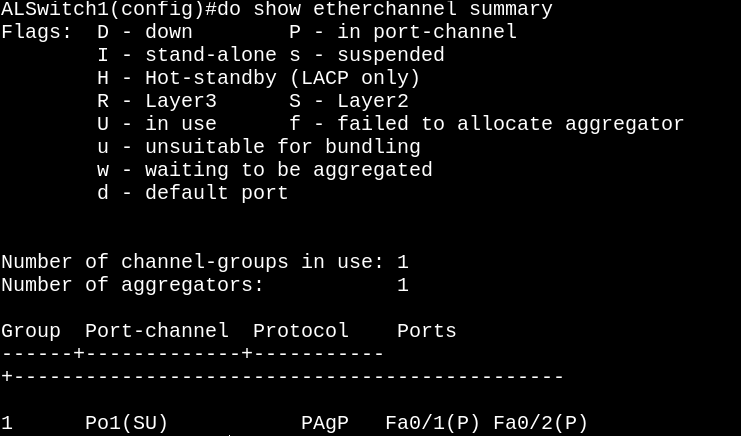 ALSwitch1(config)#do show etherchannel summary
Flags:  D - down        P - in port-channel
        I - stand-alone s - suspended
        H - Hot-standby (LACP only)
        R - Layer3      S - Layer2
        U - in use      f - failed to allocate aggregator
        u - unsuitable for bundling
        w - waiting to be aggregated
        d - default port
Number of channel-groups in use: 1
Number of aggregators:           1
Group  Port-channel  Protocol    Ports
------+-------------+-----------
+----------------------------------------------
1      Po1(SU)           PAgP   Fa0/1(P) Fa0/2(P)